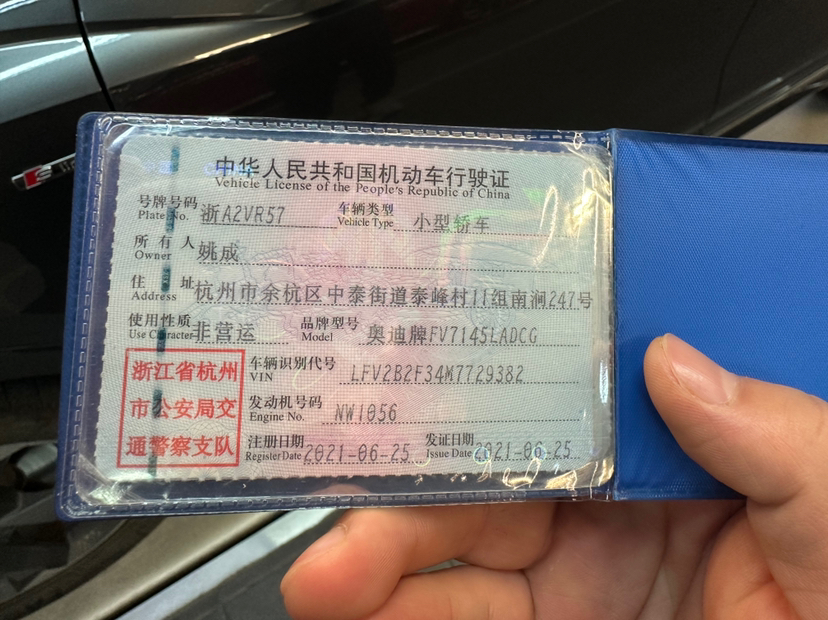 中华人民共和国机动车行驶证
Vehicle License of the People's Republic of China
号牌号码 Plate No. 浙A2VR57 车辆类型 Vehicle Type 小型轿车
所有人 Owner 姚成
住址 Address 杭州市余杭区中泰街道泰峰村11组南涧247号
使用性质 Use Character 非营运 品牌型号 Model 奥迪牌FV7145LADCG
浙江省杭州
市公安局交
通警察支队
车辆识别代号 VIN LFV2B2F34M7729382
发动机号码 Engine No. NW1056
注册日期 Register Date 2021-06-25 发证日期 Issue Date 2021-06-25
S